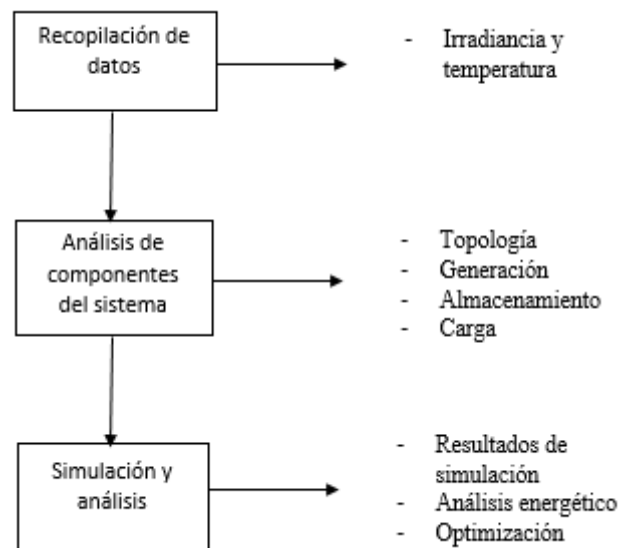 Recopilación de
datos
- Irradiancia y
temperatura
Análisis de
componentes
del sistema
- Topología
- Generación
- Almacenamiento
- Carga
Simulación y
análisis
- Resultados de
simulación
- Análisis energético
- Optimización